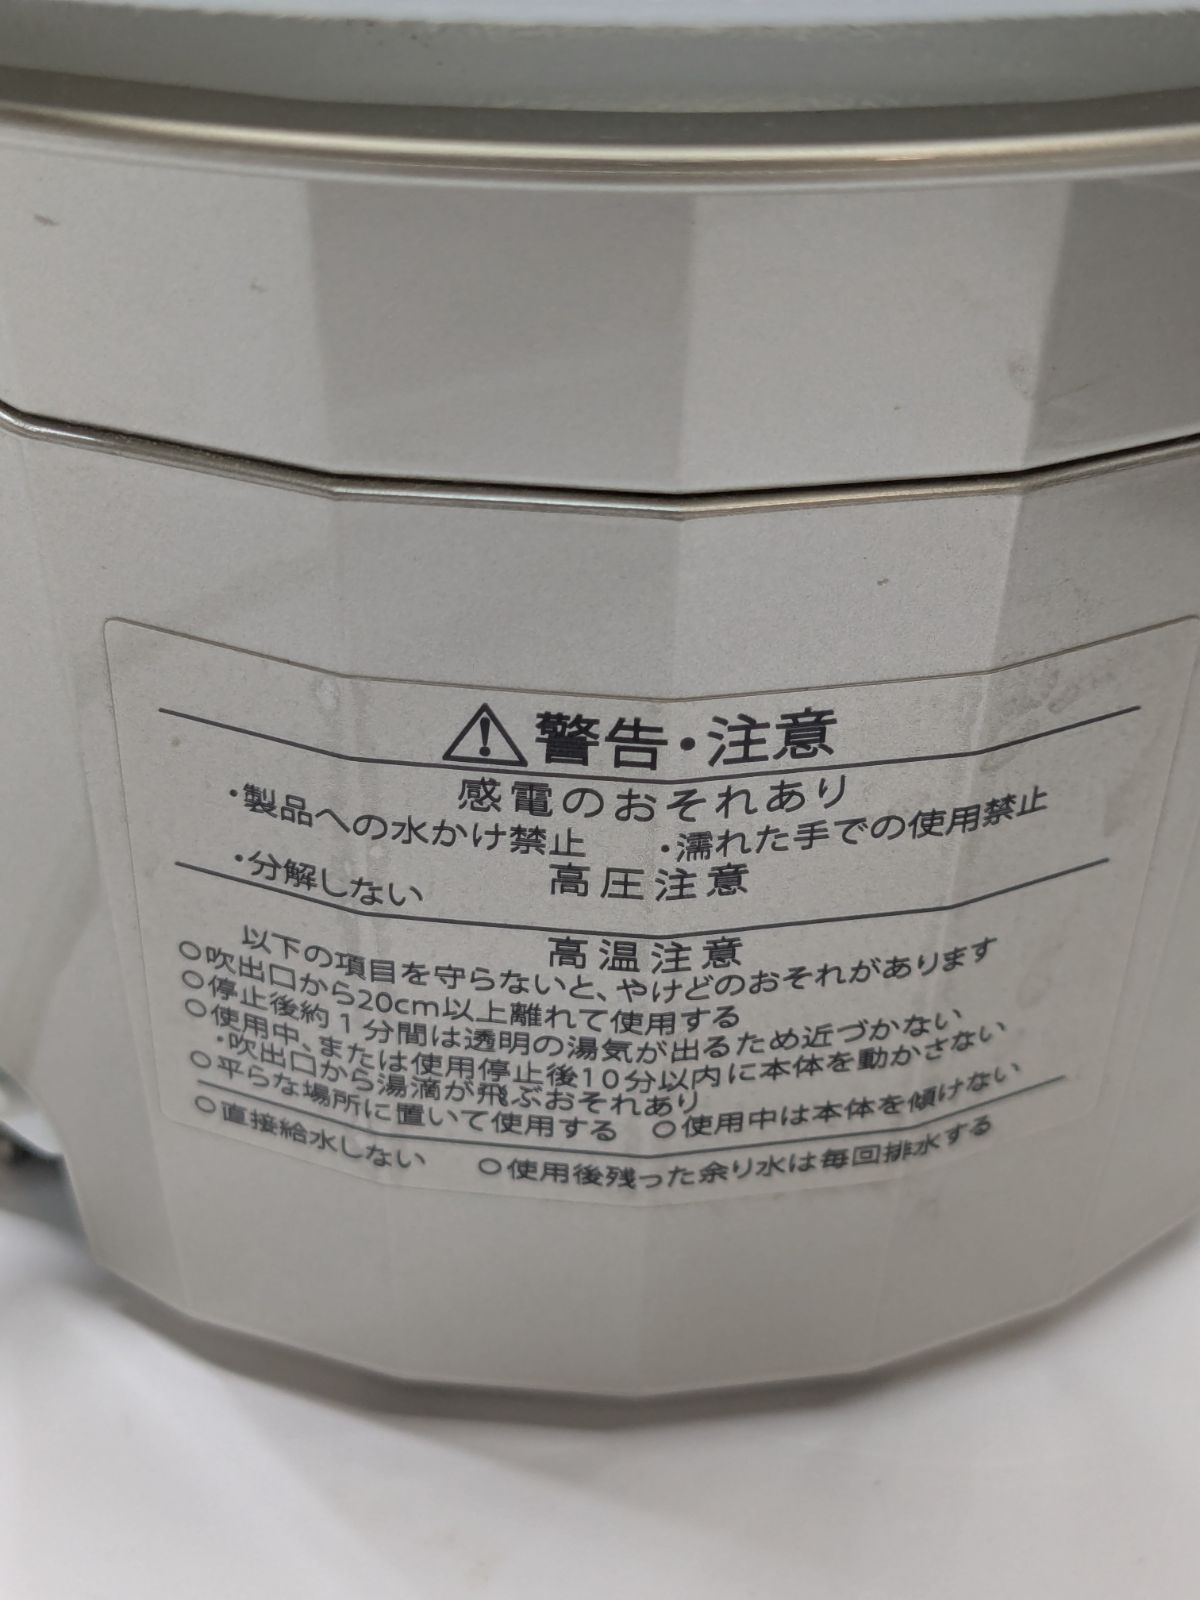 ⚠警告・注意
感電のおそれあり
・製品への水かけ禁止 ・濡れた手での使用禁止
・分解しない 高圧注意
高温注意
以下の項目を守らないと、やけどのおそれがあります
○吹出口から20cm以上離れて使用する
○停止後約1分間は透明の湯気が出るため近づかない
○使用中、または使用停止後10分以内に本体を動かさない
・吹出口から湯滴が飛ぶおそれあり
○平らな場所に置いて使用する ○使用中は本体を傾けない
○直接給水しない ○使用後残った余り水は毎回排水する